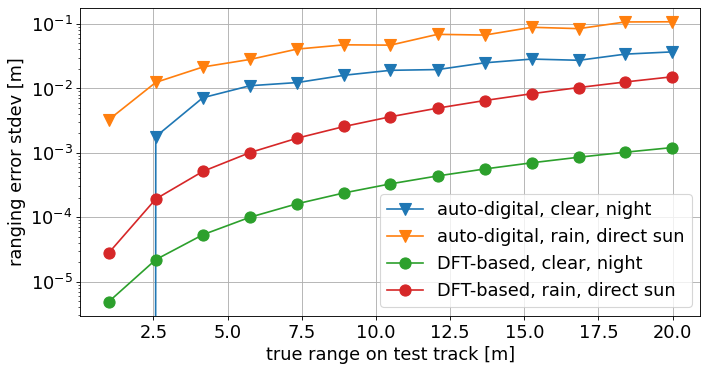 ranging error stdev [m]
10⁻¹
10⁻²
10⁻³
10⁻⁴
10⁻⁵
auto-digital, clear, night
auto-digital, rain, direct sun
DFT-based, clear, night
DFT-based, rain, direct sun
2.5 5.0 7.5 10.0 12.5 15.0 17.5 20.0
true range on test track [m]